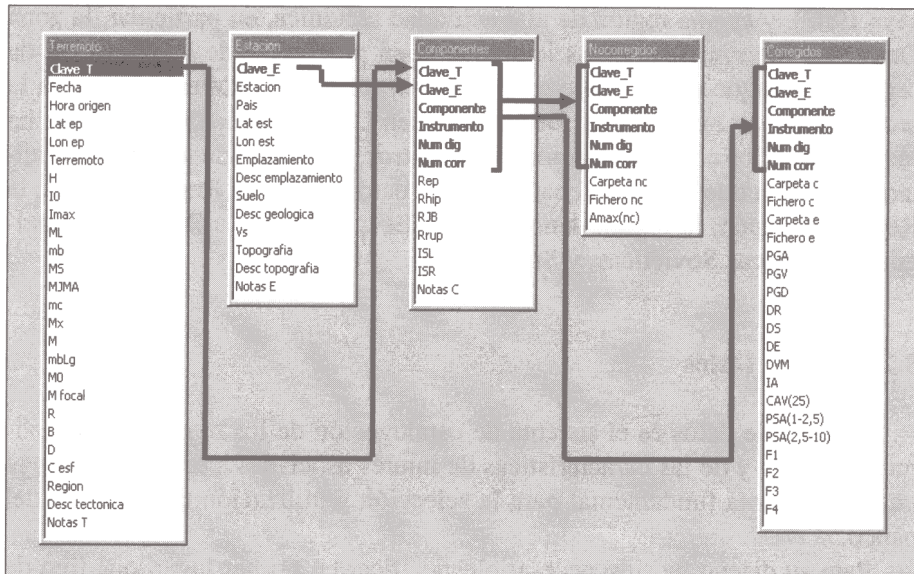 Terremoto
Clave_T
Fecha
Hora origen
Lat ep
Lon ep
Terremoto
H
I0
Imax
ML
mb
MS
MJMA
mc
Mx
M
mbLg
M0
M focal
R
B
D
C esf
Region
Desc tectonica
Notas T
Estacion
Clave_E
Estacion
Pais
Lat est
Lon est
Emplazamiento
Desc emplazamiento
Suelo
Desc geologica
Vs
Topografia
Desc topografia
Notas E
Componentes
Clave_T
Clave_E
Componente
Instrumento
Num dig
Num corr
Rep
Rhip
RJB
Rrup
ISL
ISR
Notas C
Nocorregidos
Clave_T
Clave_E
Componente
Instrumento
Num dig
Num corr
Carpeta nc
Fichero nc
Amax(nc)
Corregidos
Clave_T
Clave_E
Componente
Instrumento
Num dig
Num corr
Carpeta c
Fichero c
Carpeta e
Fichero e
PGA
PGV
PGD
DR
DS
DE
DVM
IA
CAV(25)
PSA(1-2,5)
PSA(2,5-10)
F1
F2
F3
F4